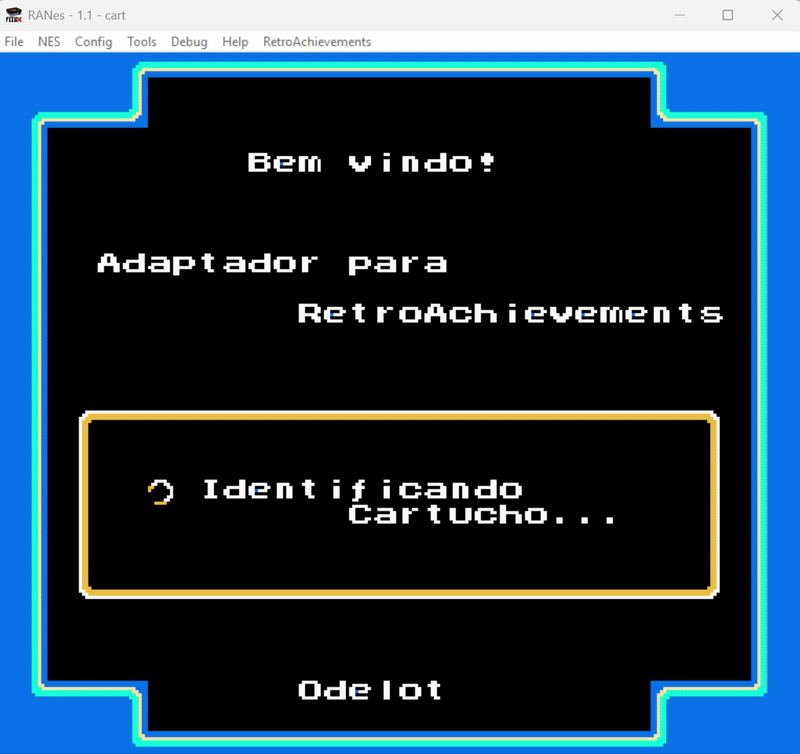 RANes - 1.1 - cart
File NES Config Tools Debug Help RetroAchievements
Bem vindo!
Adaptador para
RetroAchievements
Identificando
Cartucho...
Odelot